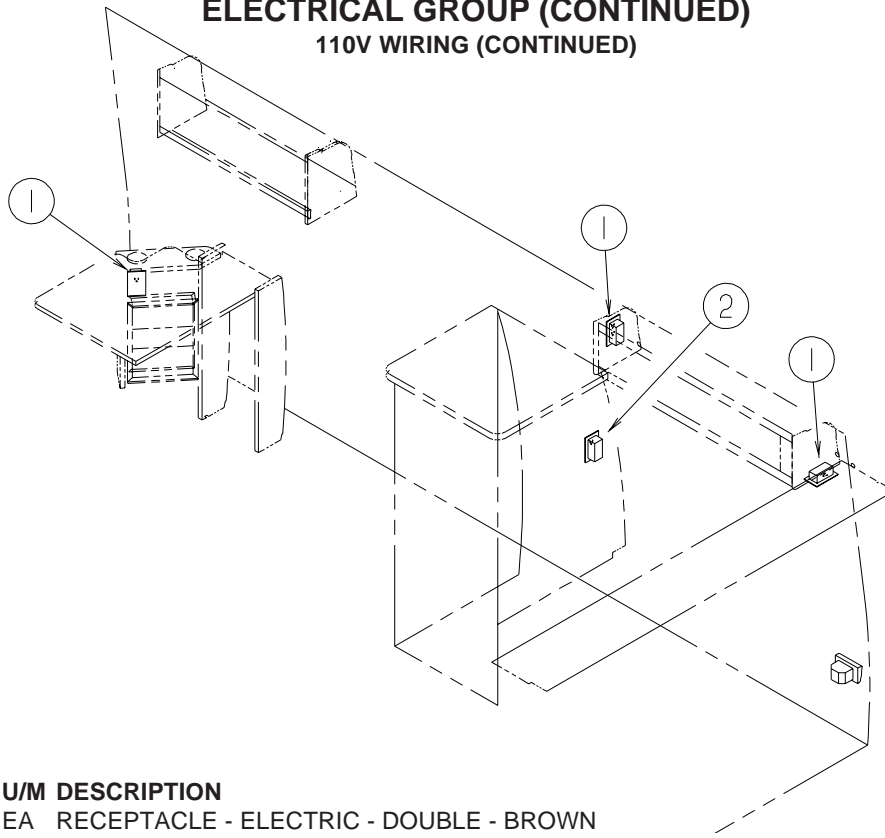 ELECTRICAL GROUP (CONTINUED)
110V WIRING (CONTINUED)
1
1
2
1
U/M DESCRIPTION
EA RECEPTACLE - ELECTRIC - DOUBLE - BROWN